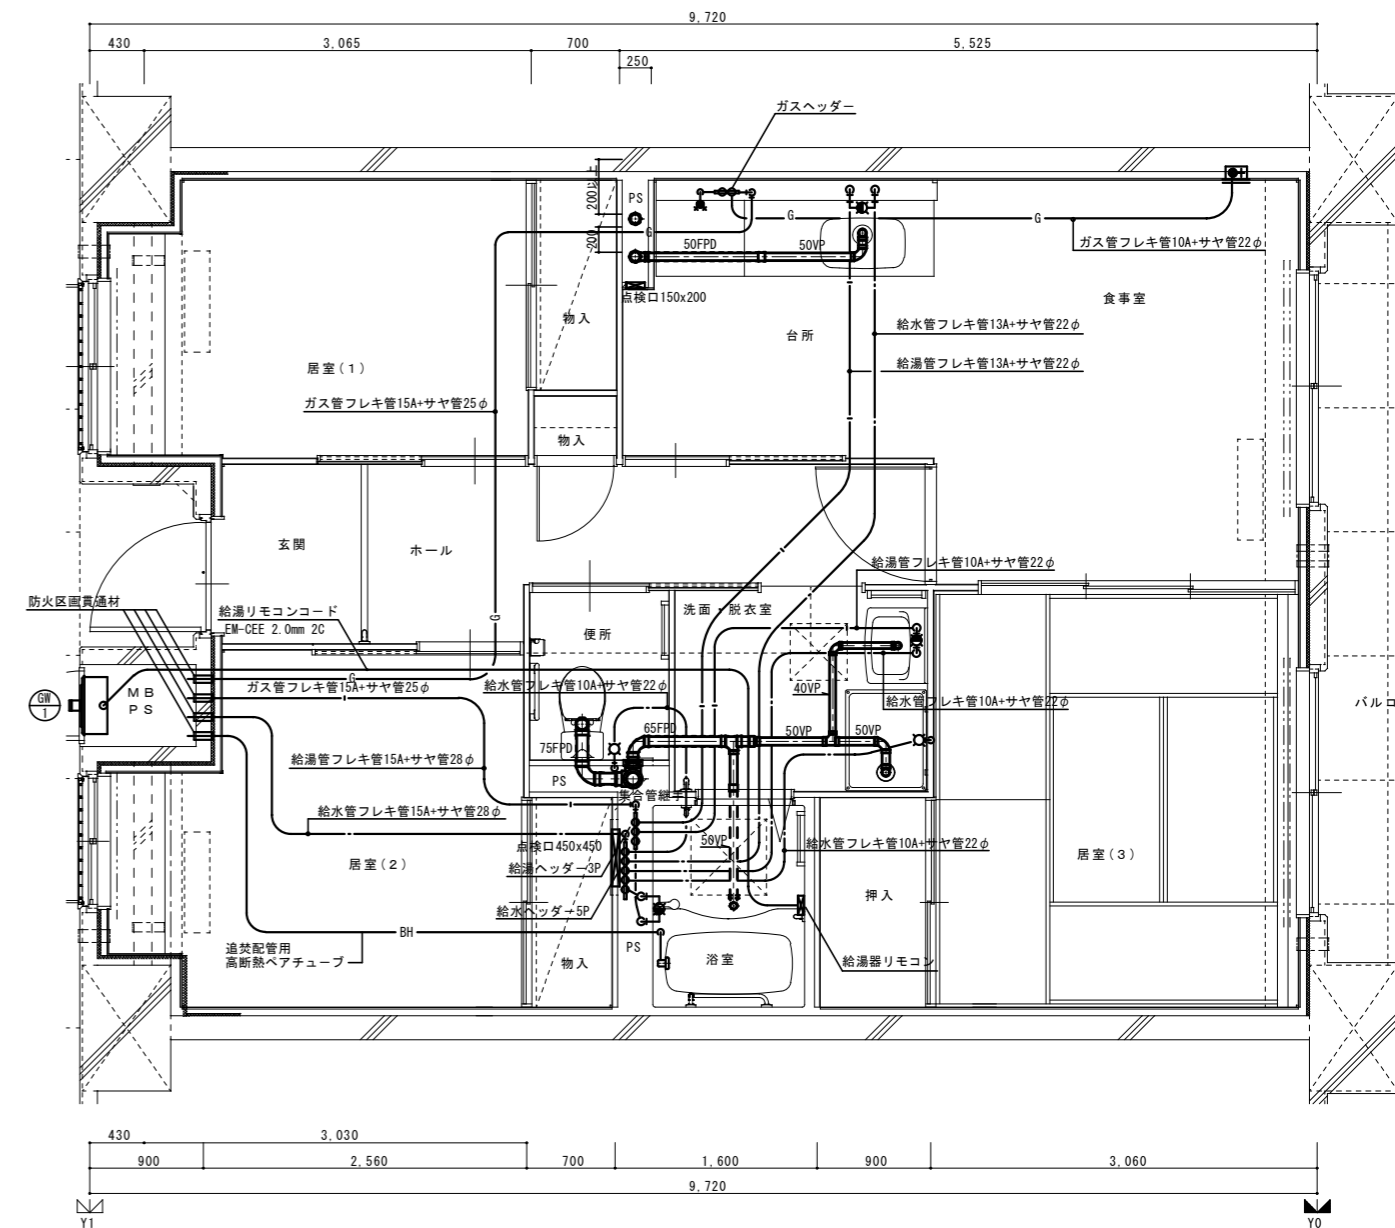 9,720
430
3,065
700
5,525
250
ガスヘッダー
200以上
PS
G
G
G
200
50FPD
50VP
ガス管フレキ管10A+サヤ管22φ
点検口150x200
食事室
物入
台所
給水管フレキ管13A+サヤ管22φ
居室(1)
給湯管フレキ管13A+サヤ管22φ
ガス管フレキ管15A+サヤ管25φ
物入
玄関
ホール
給湯管フレキ管10A+サヤ管22φ
防火区画貫通材
給湯リモコンコード
EM-CEE 2.0mm 2C
G
便所
洗面・脱衣室
G
MB
PS
GW
1
ガス管フレキ管15A+サヤ管25φ
給水管フレキ管10A+サヤ管22φ
40VP
給水管フレキ管10A+サヤ管22φ
バルコ
65FPD
50VP
50VP
75FPD
給湯管フレキ管15A+サヤ管28φ
PS
集合管継手
給水管フレキ管15A+サヤ管28φ
点検口450x450
50VP
給水管フレキ管10A+サヤ管22φ
居室(2)
給湯ヘッダー3P
居室(3)
押入
給水ヘッダー5P
BH
追焚配管用
高断熱ペアチューブ
物入
PS
浴室
給湯器リモコン
430
3,030
900
2,560
700
1,600
900
3,060
9,720
Y1
Y0